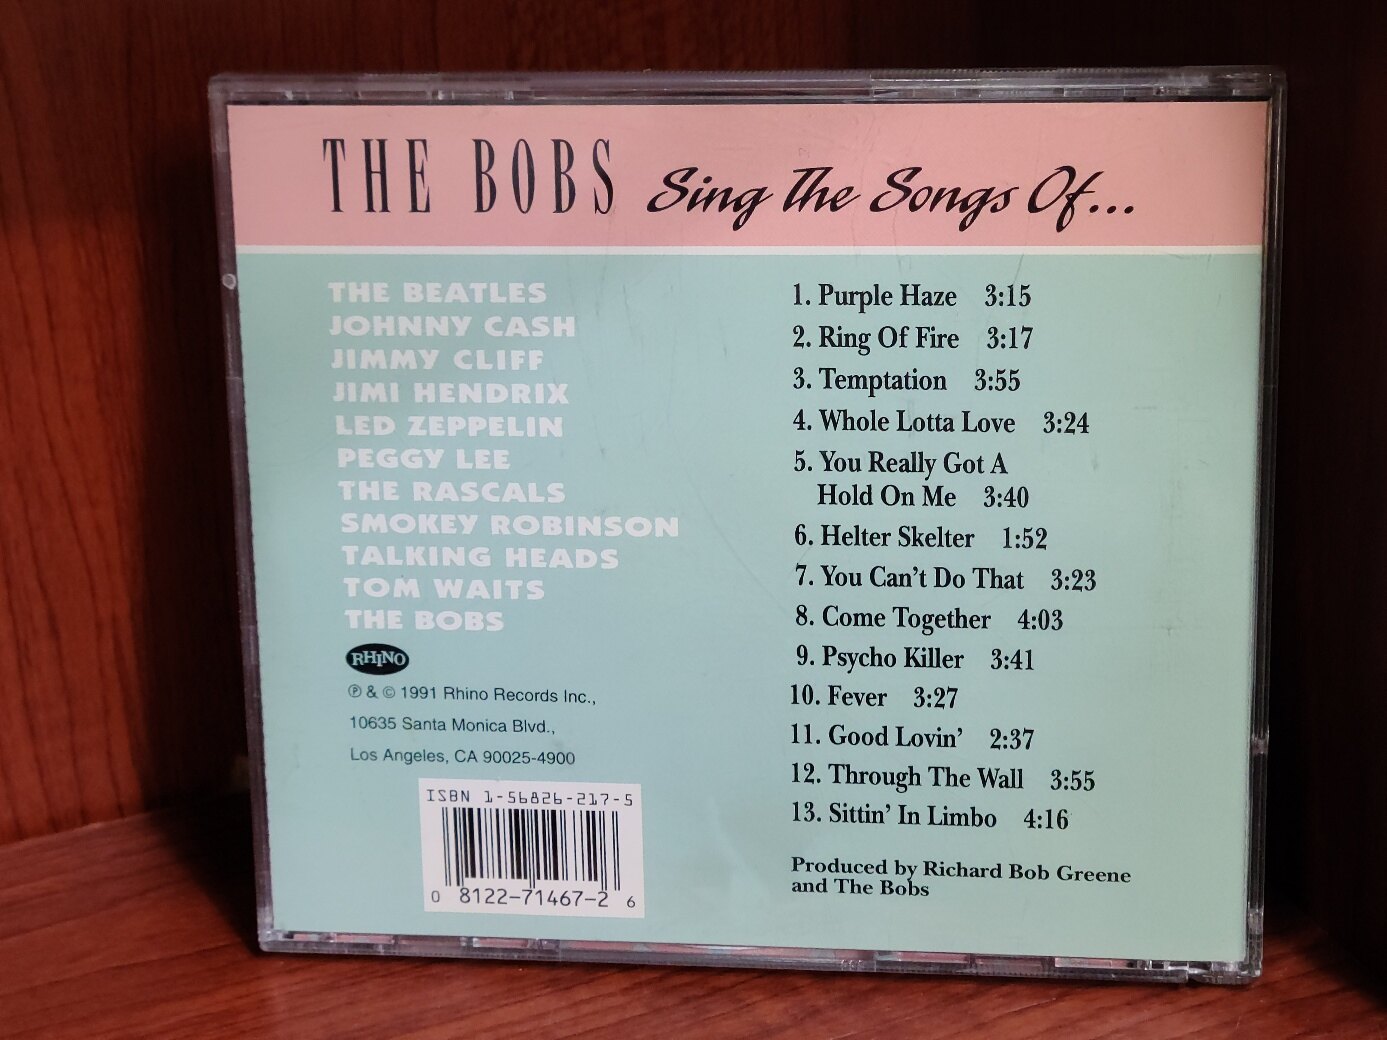 THE BOBS Sing The Songs Of...
THE BEATLES
JOHNNY CASH
JIMMY CLIFF
JIMI HENDRIX
LED ZEPPELIN
PEGGY LEE
THE RASCALS
SMOKEY ROBINSON
TALKING HEADS
TOM WAITS
THE BOBS
RHINO
℗ & © 1991 Rhino Records Inc.,
10635 Santa Monica Blvd.,
Los Angeles, CA 90025-4900
ISBN 1-56826-217-5
0 8122-71467-2 6
1. Purple Haze 3:15
2. Ring Of Fire 3:17
3. Temptation 3:55
4. Whole Lotta Love 3:24
5. You Really Got A
Hold On Me 3:40
6. Helter Skelter 1:52
7. You Can't Do That 3:23
8. Come Together 4:03
9. Psycho Killer 3:41
10. Fever 3:27
11. Good Lovin' 2:37
12. Through The Wall 3:55
13. Sittin' In Limbo 4:16
Produced by Richard Bob Greene
and The Bobs